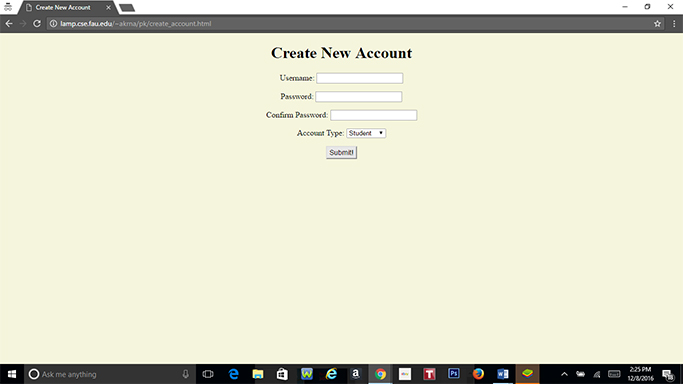 Create New Account
lamp.cse.fau.edu/~akrna/pk/create_account.html
Create New Account
Username:
Password:
Confirm Password:
Account Type: Student
Submit!
Ask me anything
2:25 PM
12/8/2016